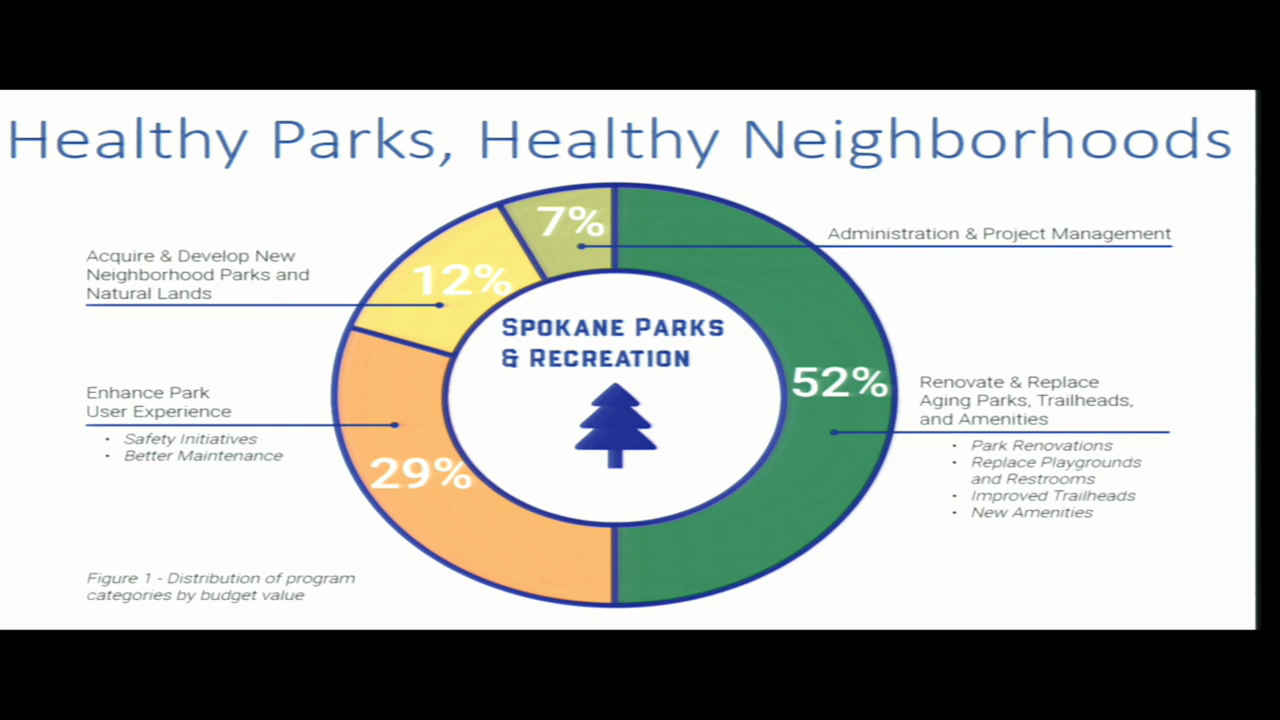 Healthy Parks, Healthy Neighborhoods
7%
Administration & Project Management
Acquire & Develop New
Neighborhood Parks and
Natural Lands
12%
SPOKANE PARKS
& RECREATION
52%
Renovate & Replace
Aging Parks, Trailheads,
and Amenities
• Park Renovations
• Replace Playgrounds
and Restrooms
• Improved Trailheads
• New Amenities
Enhance Park
User Experience
• Safety Initiatives
• Better Maintenance
29%
Figure 1 - Distribution of program
categories by budget value